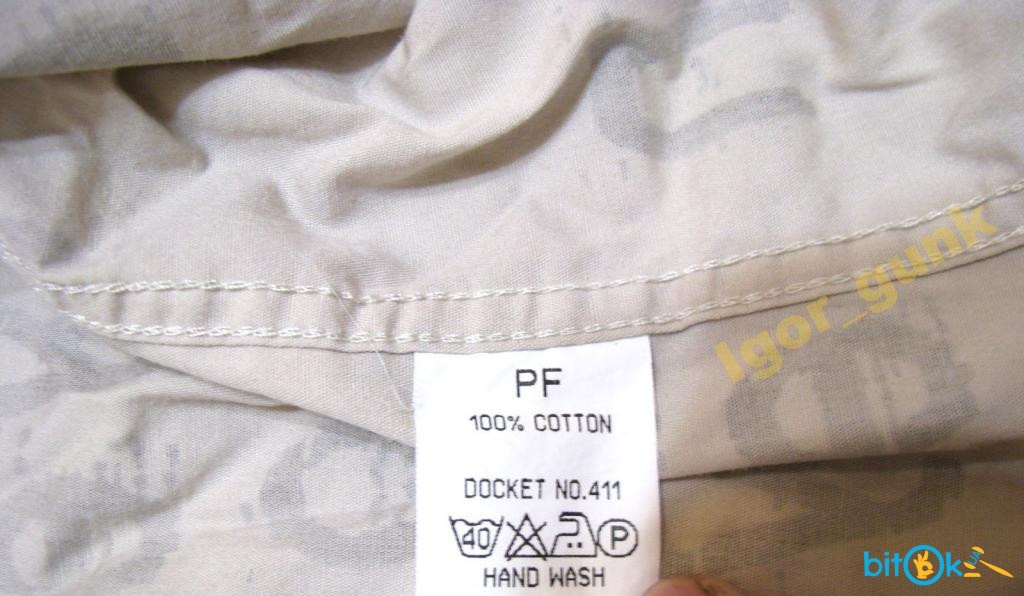 Igor_gunk
PF
100% COTTON
DOCKET NO.411
40 P
HAND WASH
bitOk